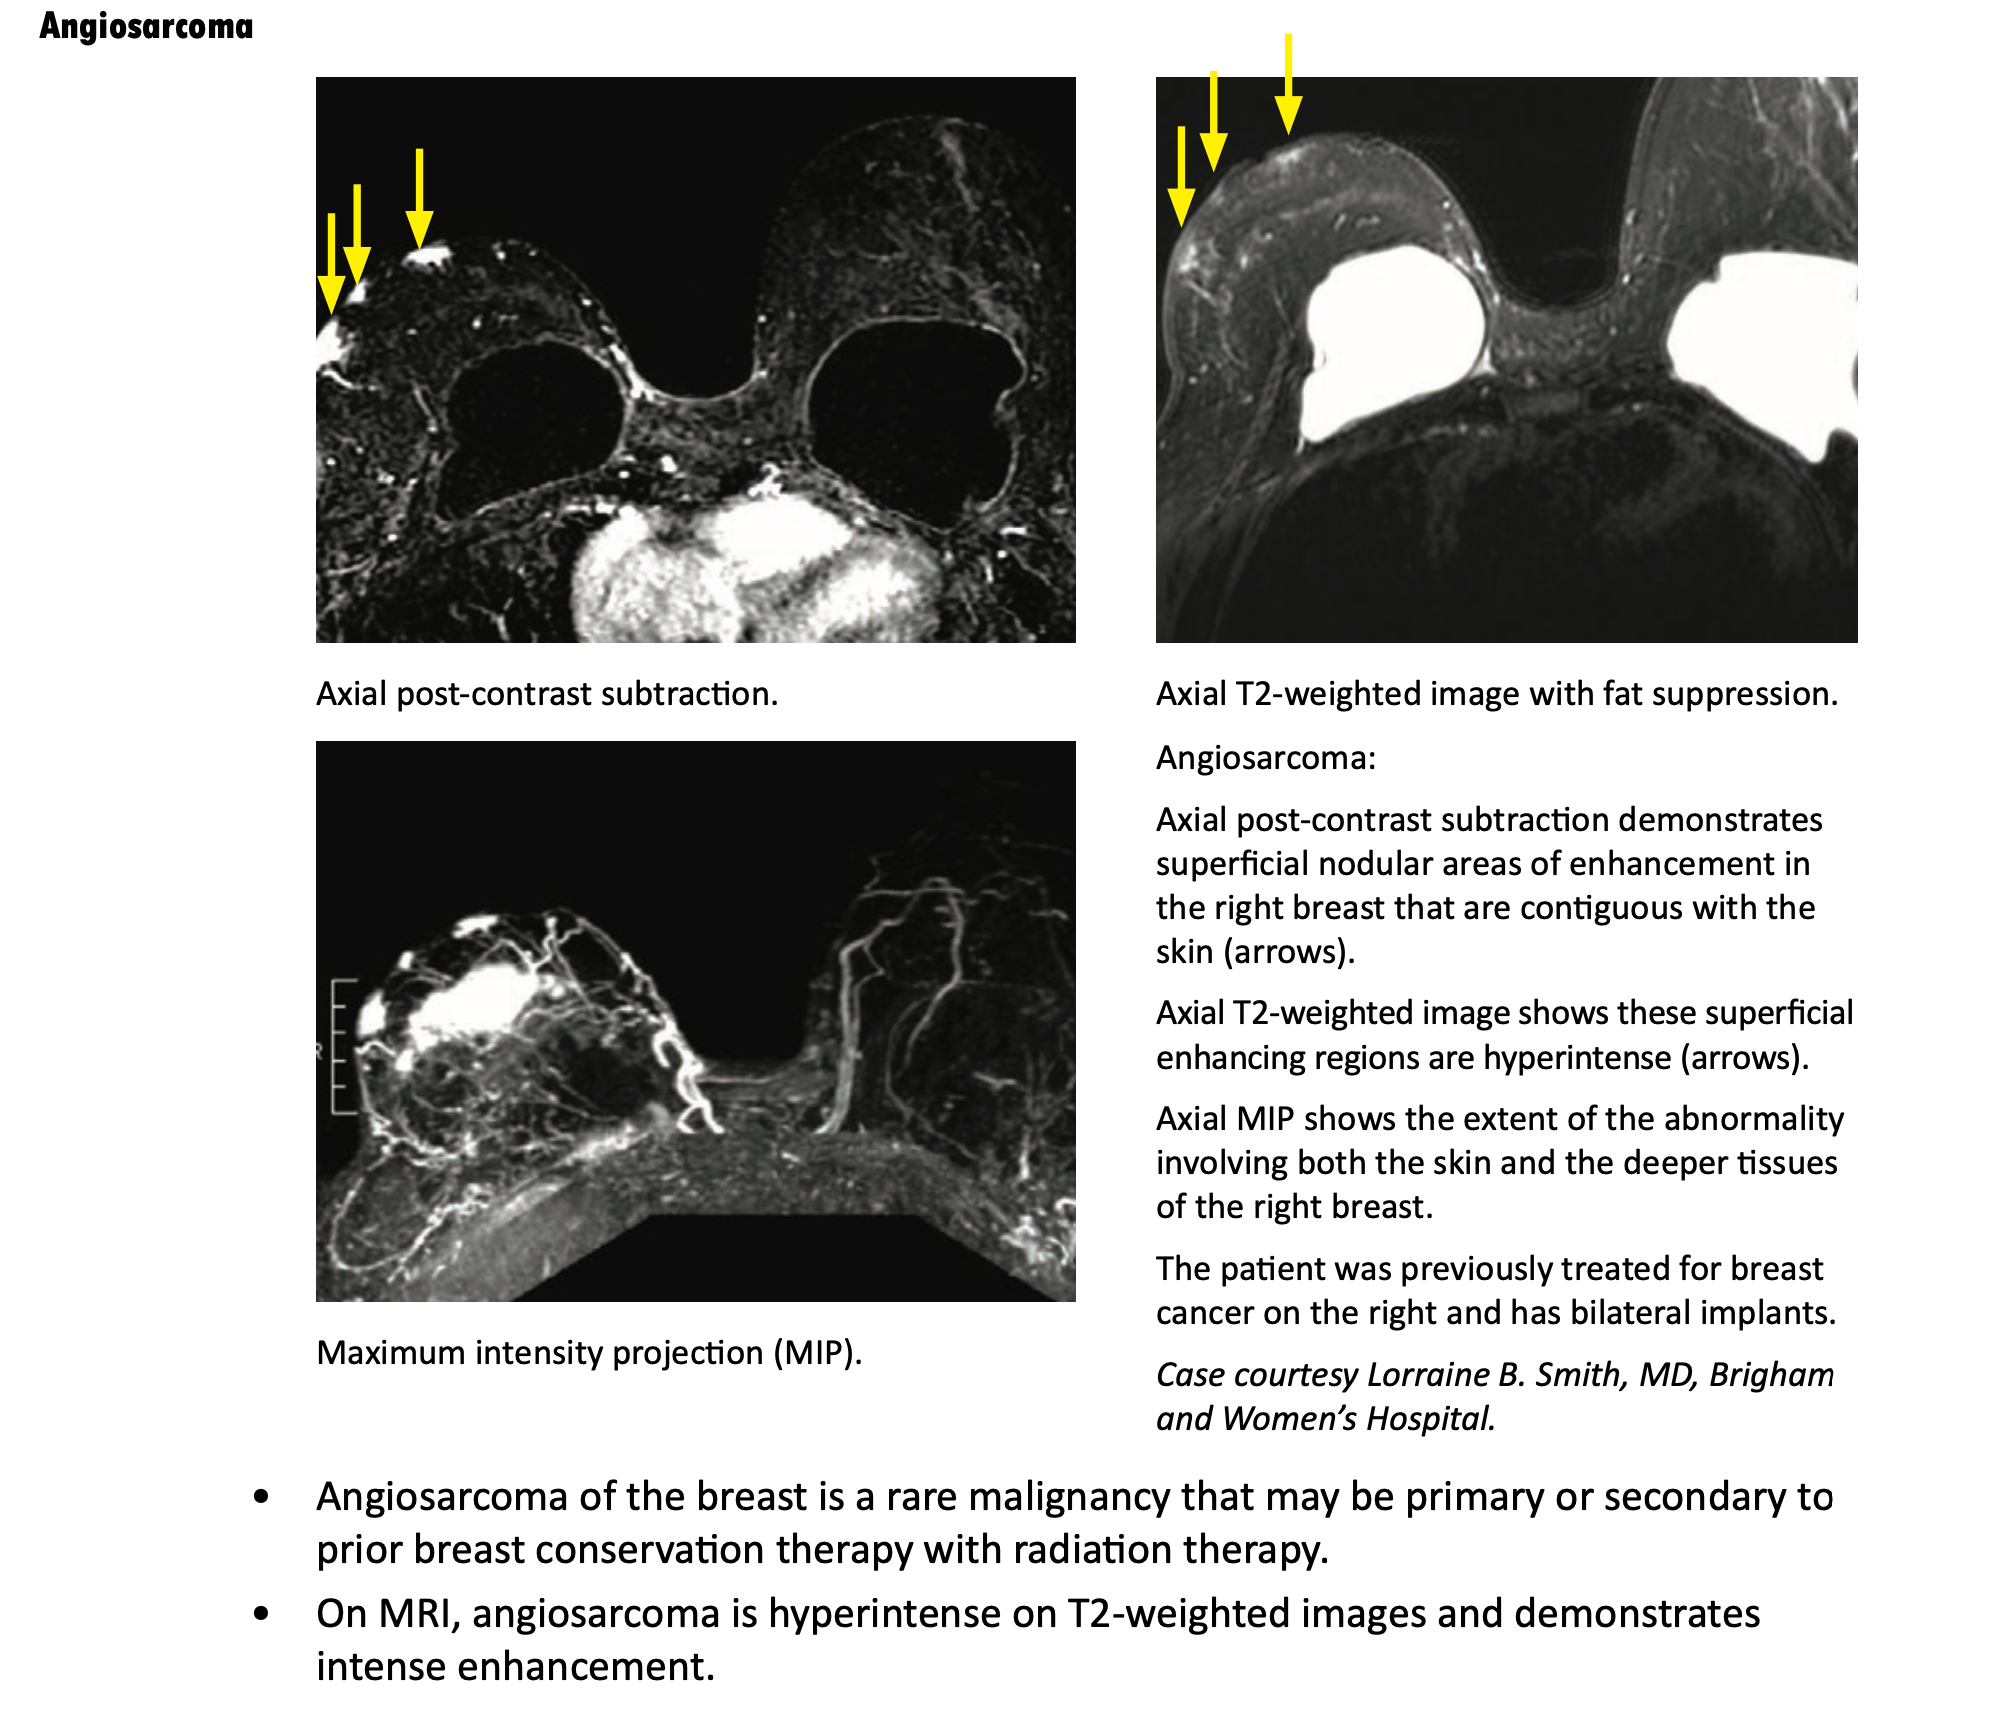 Angiosarcoma
Axial post-contrast subtraction.
Axial T2-weighted image with fat suppression.
R
Maximum intensity projection (MIP).
Angiosarcoma:
Axial post-contrast subtraction demonstrates
superficial nodular areas of enhancement in
the right breast that are contiguous with the
skin (arrows).
Axial T2-weighted image shows these superficial
enhancing regions are hyperintense (arrows).
Axial MIP shows the extent of the abnormality
involving both the skin and the deeper tissues
of the right breast.
The patient was previously treated for breast
cancer on the right and has bilateral implants.
Case courtesy Lorraine B. Smith, MD, Brigham
and Women’s Hospital.
• Angiosarcoma of the breast is a rare malignancy that may be primary or secondary to
prior breast conservation therapy with radiation therapy.
• On MRI, angiosarcoma is hyperintense on T2-weighted images and demonstrates
intense enhancement.